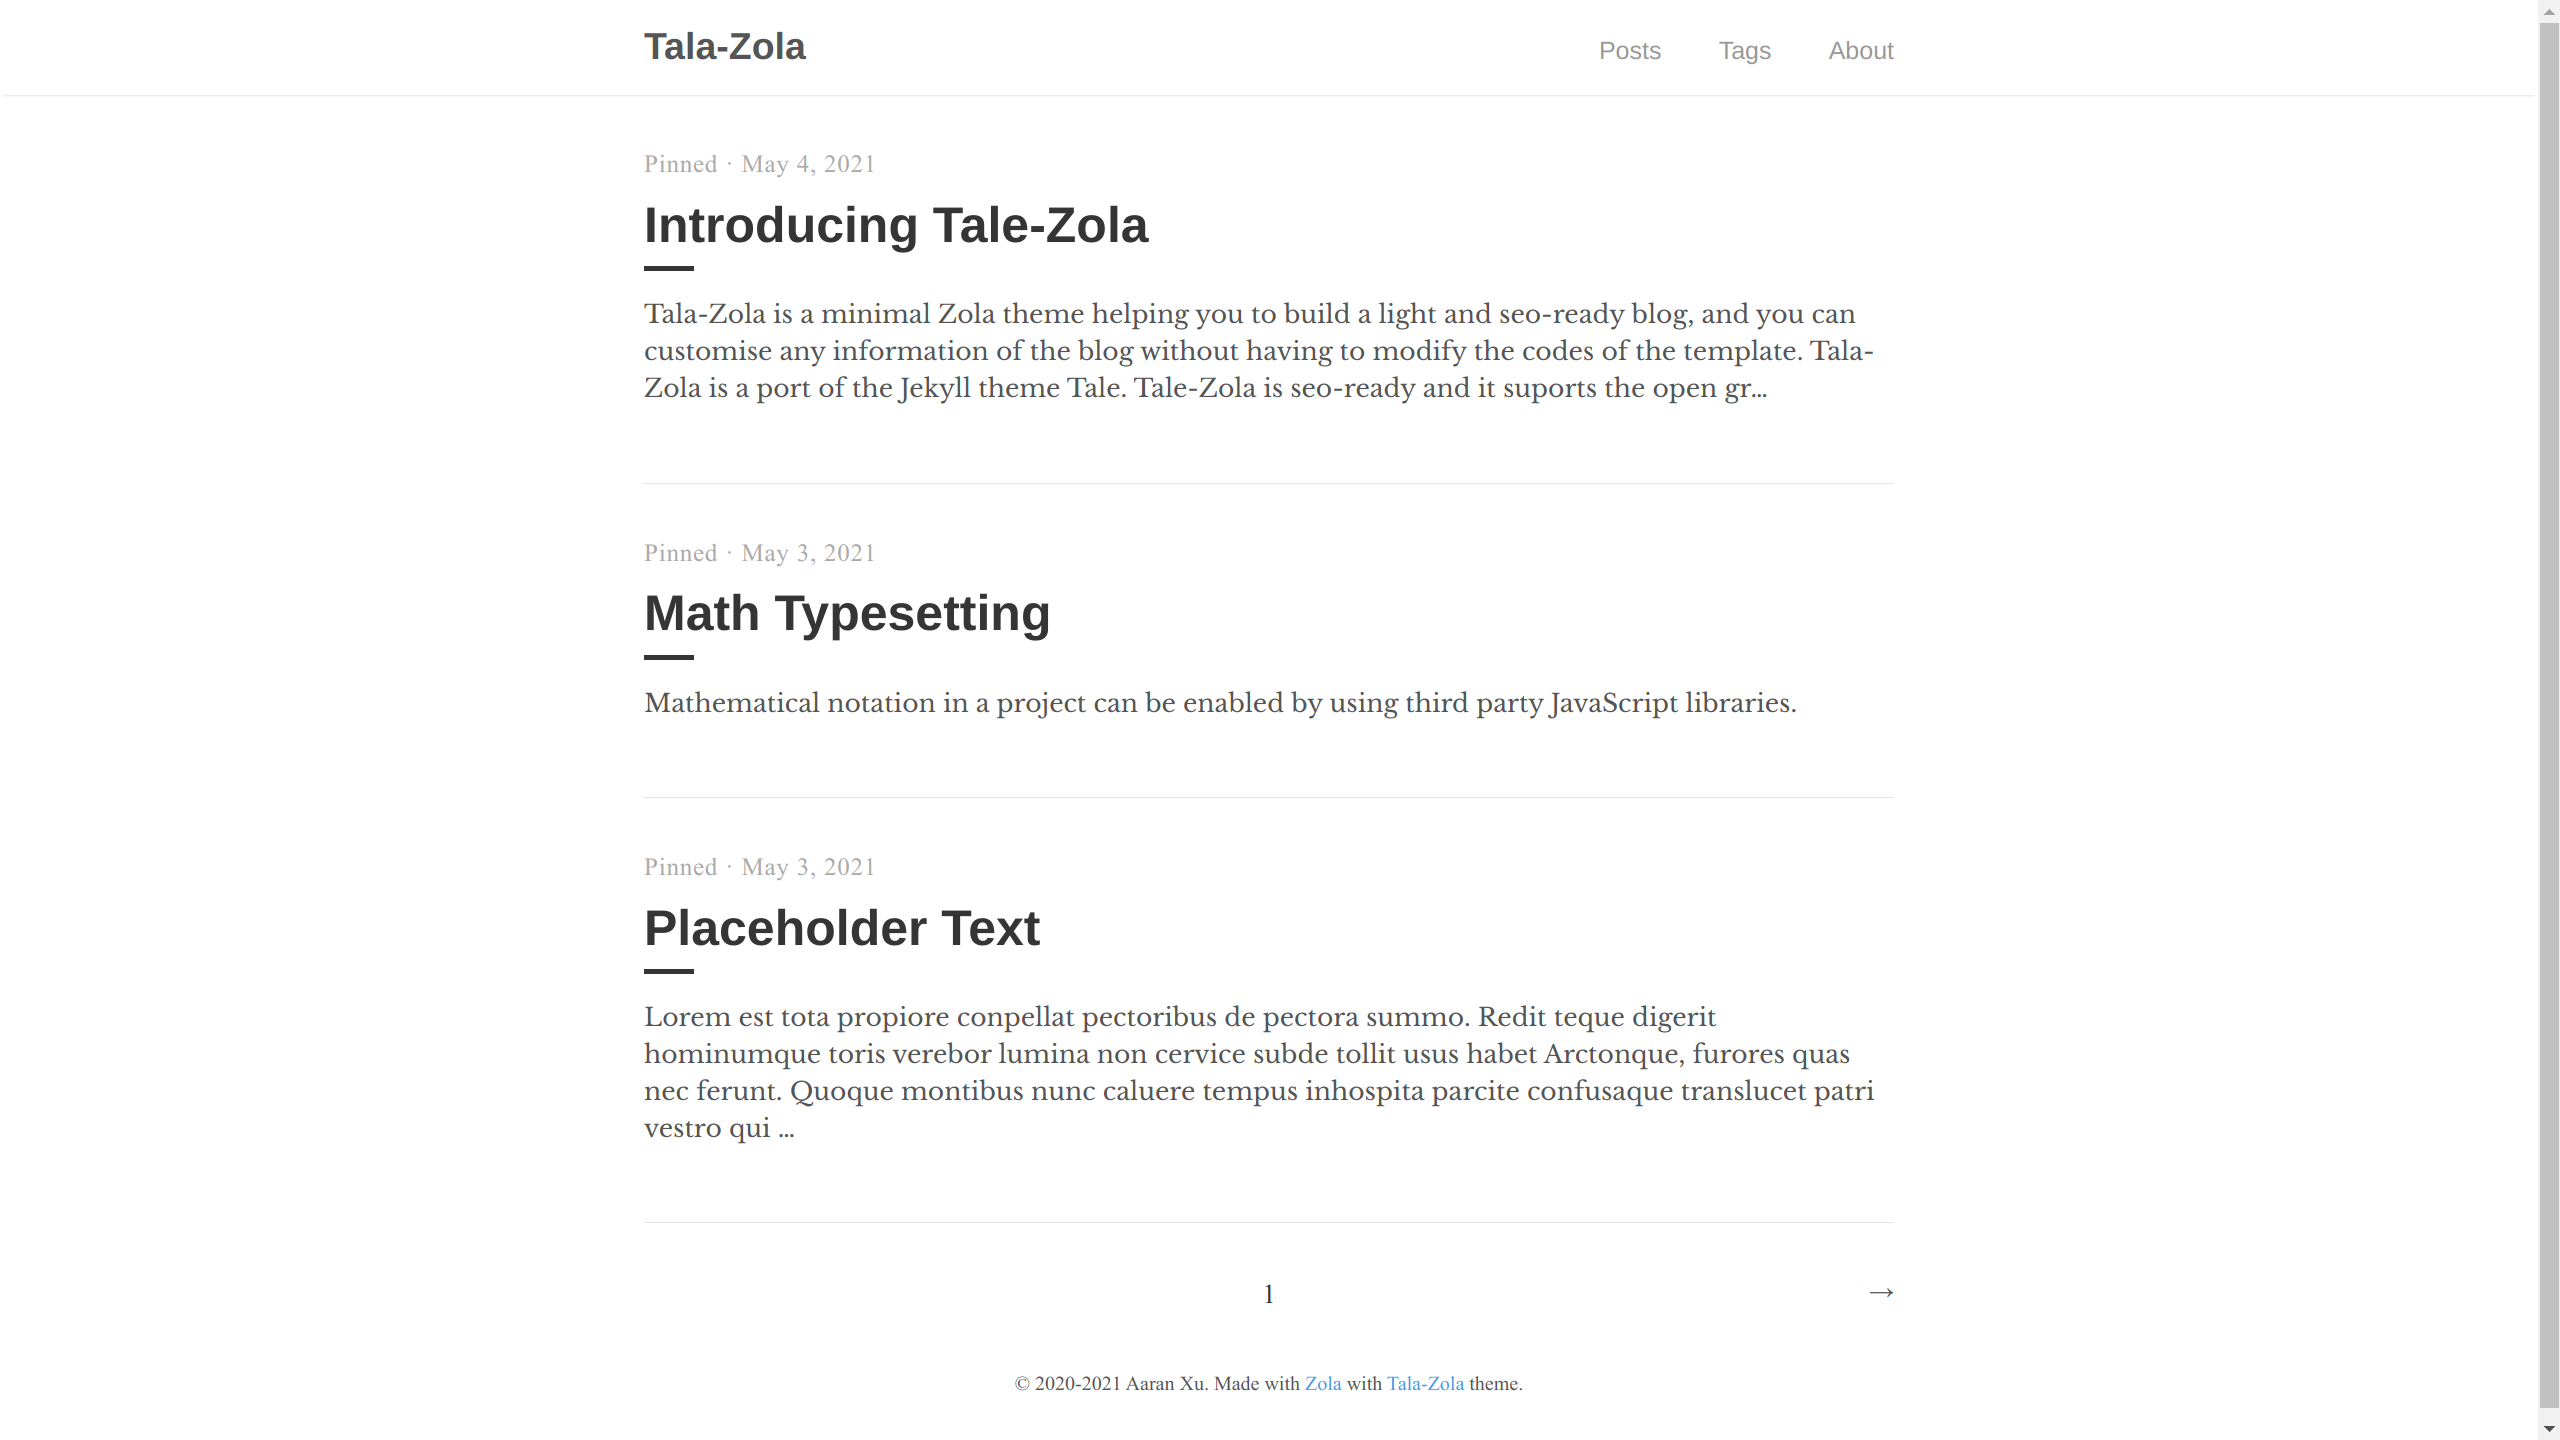 Tala-Zola
Posts Tags About
Pinned · May 4, 2021
Introducing Tale-Zola
Tala-Zola is a minimal Zola theme helping you to build a light and seo-ready blog, and you can
customise any information of the blog without having to modify the codes of the template. Tala-
Zola is a port of the Jekyll theme Tale. Tale-Zola is seo-ready and it suports the open gr…
Pinned · May 3, 2021
Math Typesetting
Mathematical notation in a project can be enabled by using third party JavaScript libraries.
Pinned · May 3, 2021
Placeholder Text
Lorem est tota propiore conpellat pectoribus de pectora summo. Redit teque digerit
hominumque toris verebor lumina non cervice subde tollit usus habet Arctonque, furores quas
nec ferunt. Quoque montibus nunc caluere tempus inhospita parcite confusaque translucet patri
vestro qui …
1 →
© 2020-2021 Aaran Xu. Made with Zola with Tala-Zola theme.